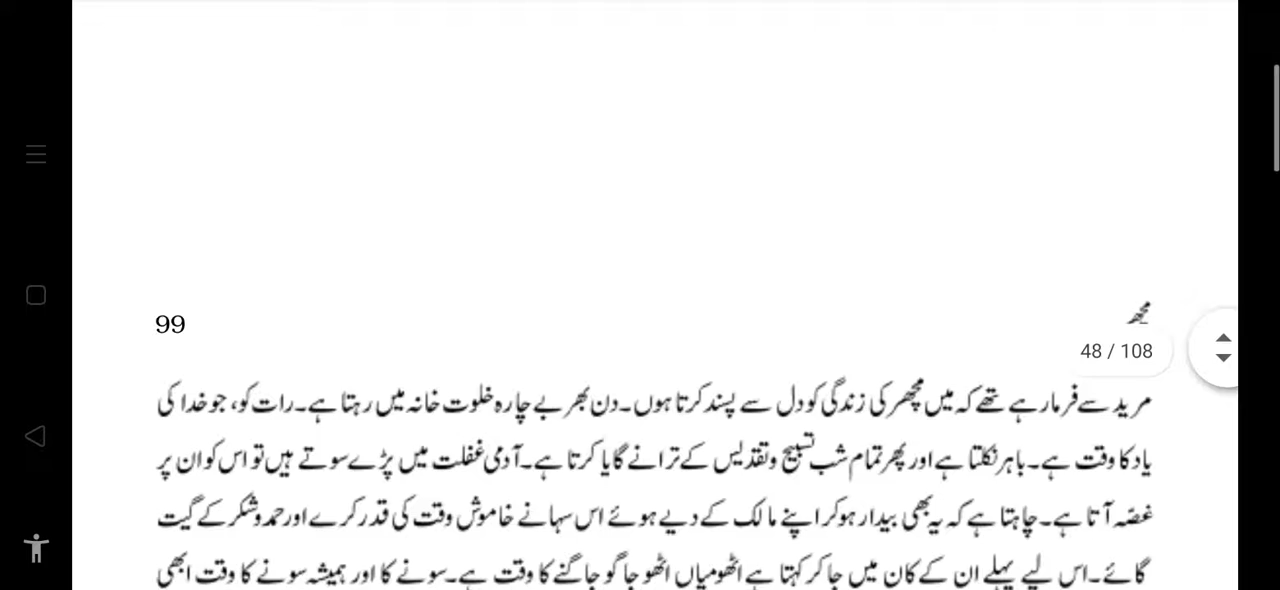 مچھر
99
48 / 108
مرید سے فرما رہے تھے کہ میں مچھر کی زندگی کو دل سے پسند کرتا ہوں۔ دن بھر بے چارہ خلوت خانہ میں رہتا ہے۔ رات کو، جو خدا کی
یاد کا وقت ہے۔ باہر نکلتا ہے اور پھر تمام شب تسبیح و تقدیس کے ترانے گایا کرتا ہے۔ آدمی غفلت میں پڑے سوتے ہیں تو اس کو ان پر
غصّہ آتا ہے۔ چاہتا ہے کہ یہ بھی بیدار ہو کر اپنے مالک کے دیے ہوئے اس سہانے خاموش وقت کی قدر کرے اور حمد و شکر کے گیت
گائے۔ اس لیے پہلے ان کے کان میں جا کر کہتا ہے اٹھو میاں اٹھو جاگو جاگنے کا وقت ہے۔ سونے کا اور ہمیشہ سونے کا وقت ابھی